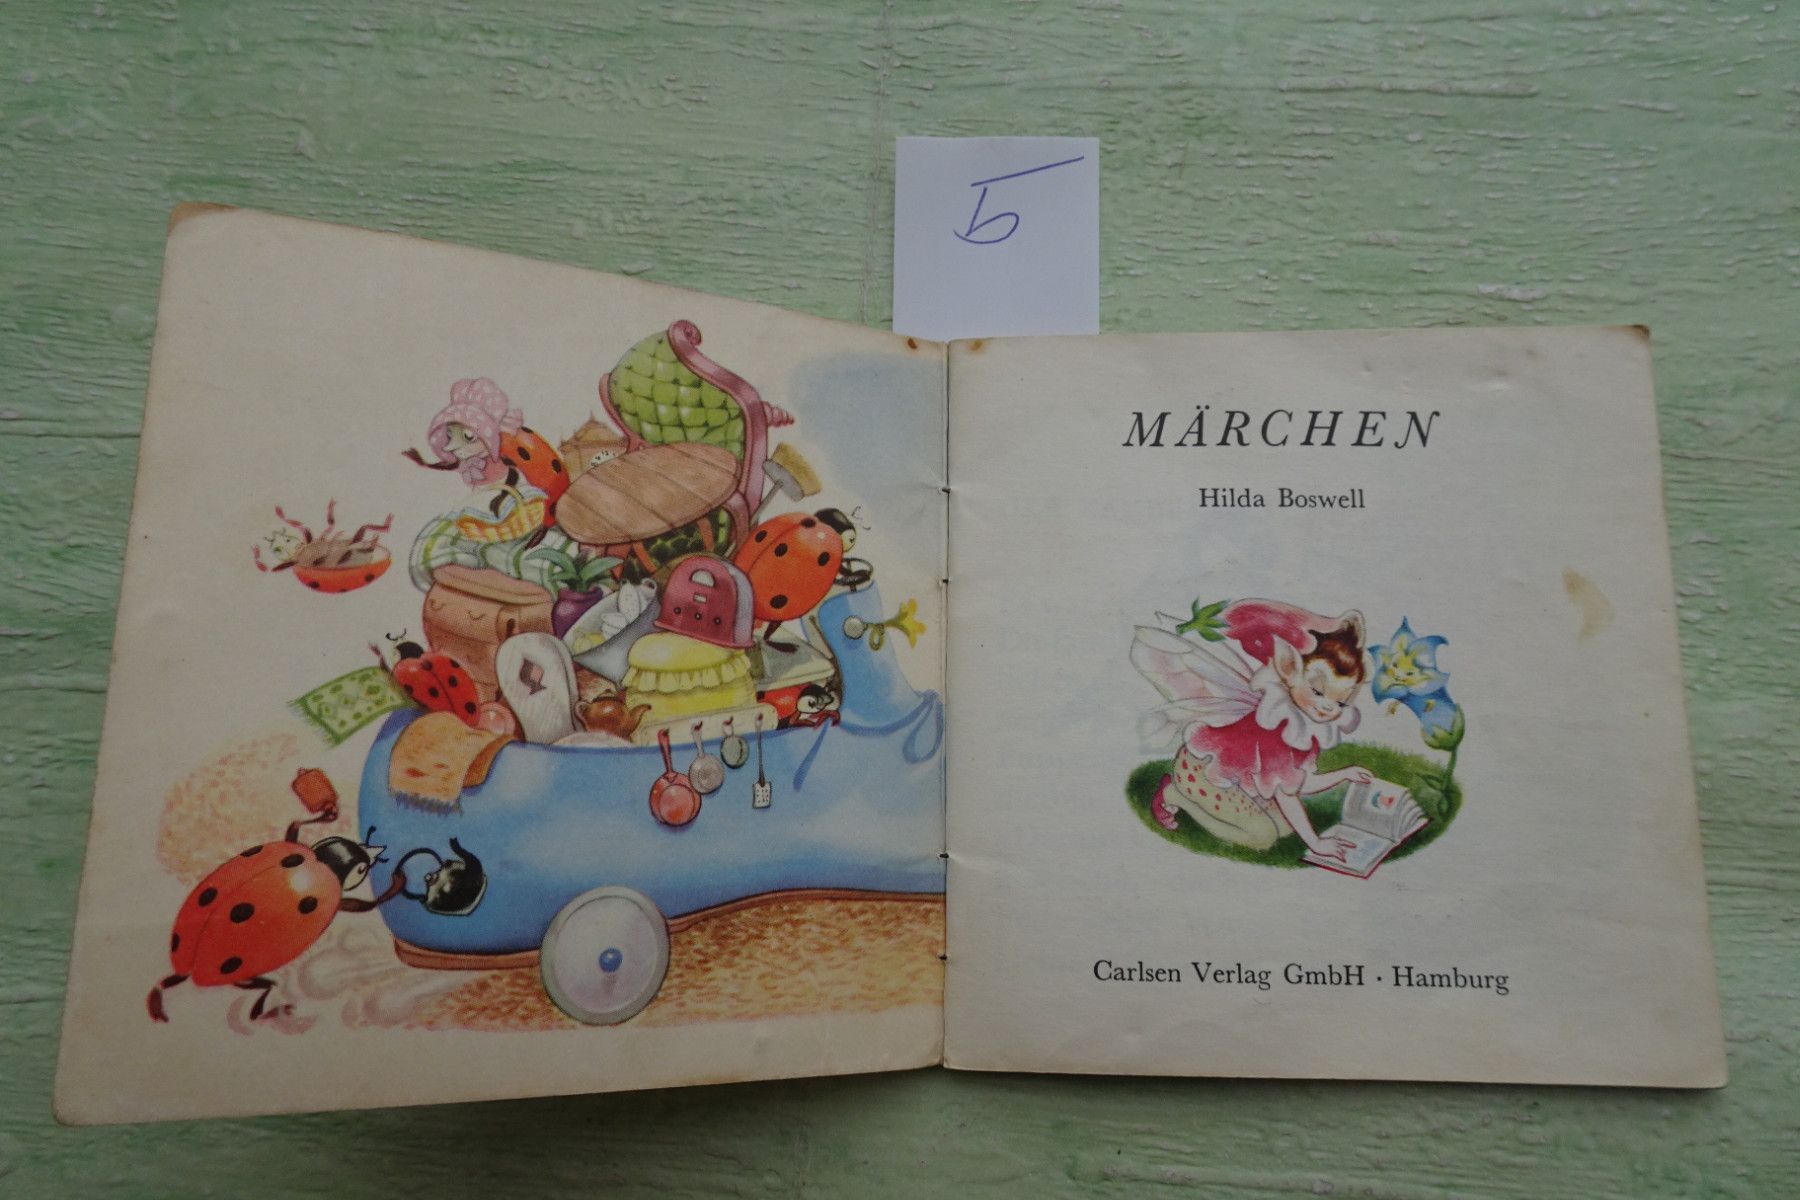 5
MÄRCHEN
Hilda Boswell
Carlsen Verlag GmbH · Hamburg